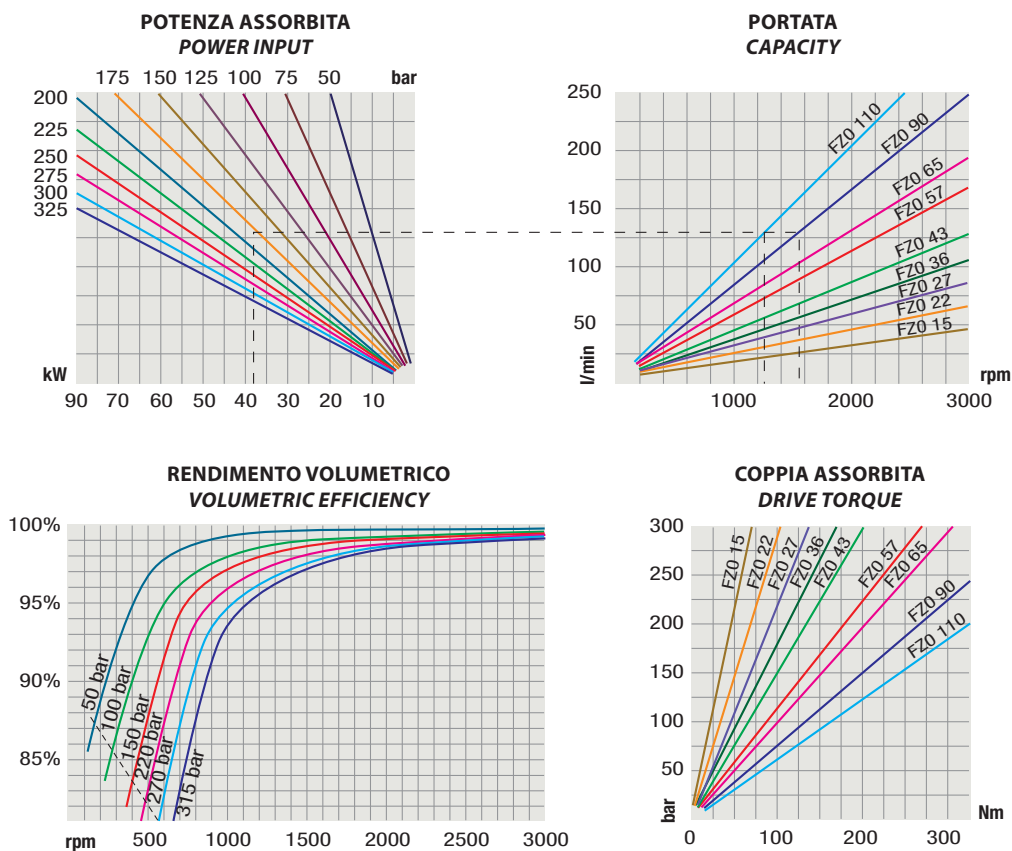 POTENZA ASSORBITA
POWER INPUT
175 150 125 100 75 50 bar
200
225
250
275
300
325
kW
90 70 60 50 40 30 20 10
PORTATA
CAPACITY
250
200
150
100
50
l/min
FZ0 110
FZ0 90
FZ0 65
FZ0 57
FZ0 43
FZ0 36
FZ0 27
FZ0 22
FZ0 15
rpm
1000 2000 3000
RENDIMENTO VOLUMETRICO
VOLUMETRIC EFFICIENCY
100%
95%
90%
85%
50 bar
100 bar
150 bar
220 bar
270 bar
315 bar
rpm 500 1000 1500 2000 2500 3000
COPPIA ASSORBITA
DRIVE TORQUE
300
250
200
150
100
50
bar
FZ0 15
FZ0 22
FZ0 27
FZ0 36
FZ0 43
FZ0 57
FZ0 65
FZ0 90
FZ0 110
0 100 200 300 Nm